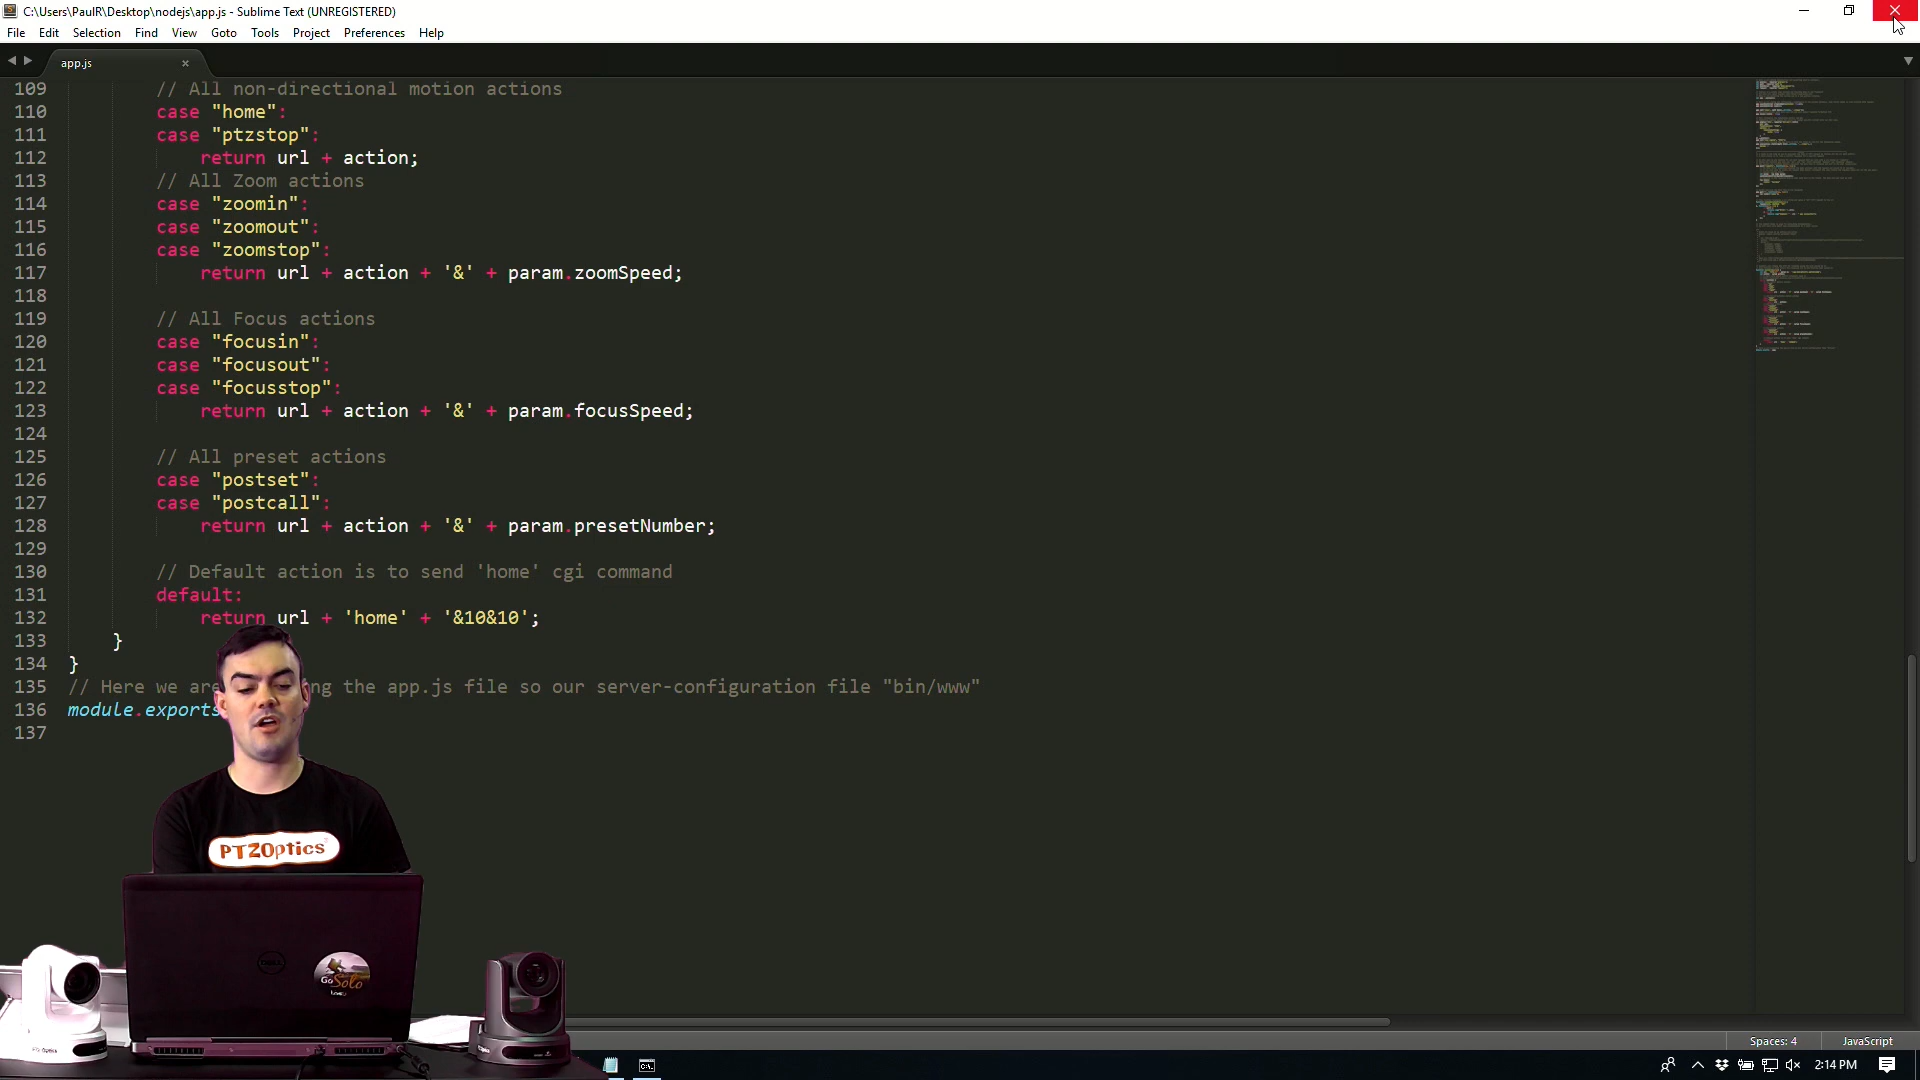 C:\Users\PaulR\Desktop\nodejs\app.js - Sublime Text (UNREGISTERED)
File Edit Selection Find View Goto Tools Project Preferences Help
app.js
109 // All non-directional motion actions
110 case "home":
111 case "ptzstop":
112 return url + action;
113 // All Zoom actions
114 case "zoomin":
115 case "zoomout":
116 case "zoomstop":
117 return url + action + '&' + param.zoomSpeed;
118
119 // All Focus actions
120 case "focusin":
121 case "focusout":
122 case "focusstop":
123 return url + action + '&' + param.focusSpeed;
124
125 // All preset actions
126 case "postset":
127 case "postcall":
128 return url + action + '&' + param.presetNumber;
129
130 // Default action is to send 'home' cgi command
131 default:
132 return url + 'home' + '&10&10';
133 }
134 }
135 // Here we are ng the app.js file so our server-configuration file "bin/www"
136 module.exports
137
PTZOptics
DELL
Go Solo
PTZOptics
Spaces: 4 JavaScript
2:14 PM